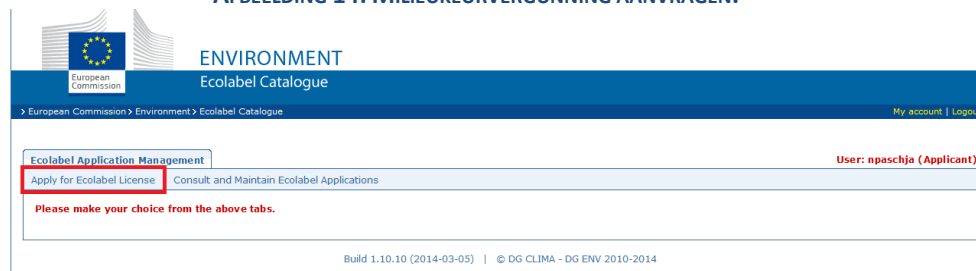 AFBEELDING 14. MILIEUKEURVERGUNNING AANVRAGEN.
European
Commission
ENVIRONMENT
Ecolabel Catalogue
> European Commission > Environment > Ecolabel Catalogue
My account | Logou
Ecolabel Application Management
User: npaschja (Applicant)
Apply for Ecolabel License Consult and Maintain Ecolabel Applications
Please make your choice from the above tabs.
Build 1.10.10 (2014-03-05) | © DG CLIMA - DG ENV 2010-2014